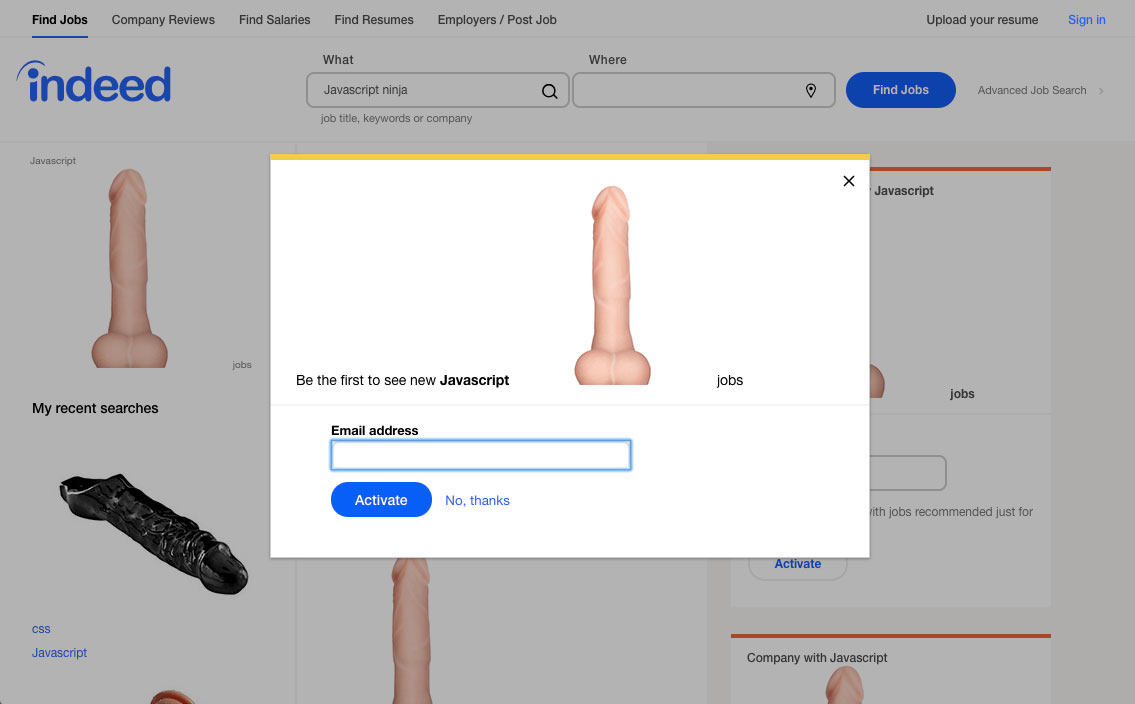 Find Jobs Company Reviews Find Salaries Find Resumes Employers / Post Job Upload your resume Sign in
What Where
indeed
Javascript ninja
Find Jobs
Advanced Job Search
job title, keywords or company
Javascript
jobs
My recent searches
css
Javascript
Be the first to see new Javascript jobs
Email address
Activate No, thanks
Javascript
jobs
with jobs recommended just for
Activate
Company with Javascript